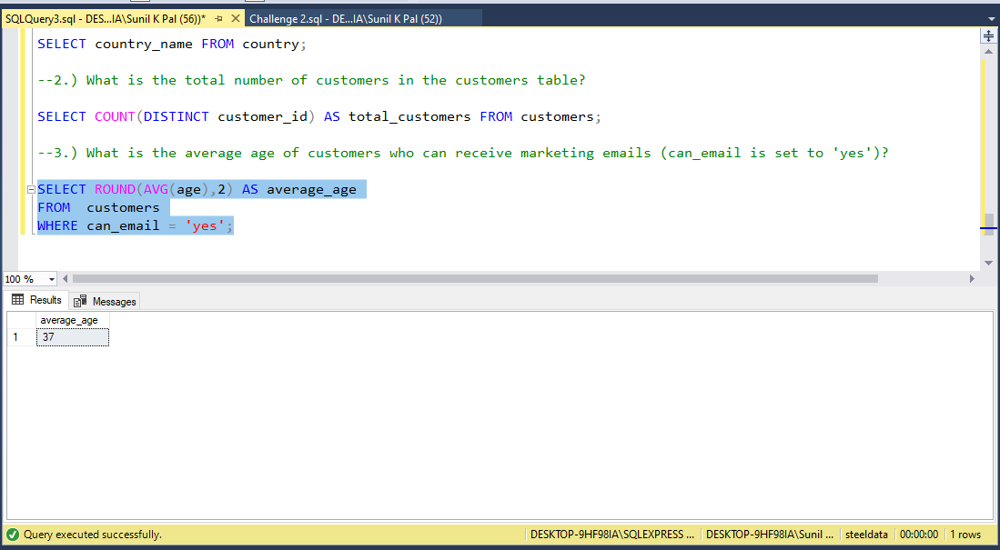 SQLQuery3.sql - DES...IA\Sunil K Pal (56))* Challenge 2.sql - DE...IA\Sunil K Pal (52))
SELECT country_name FROM country;
--2.) What is the total number of customers in the customers table?
SELECT COUNT(DISTINCT customer_id) AS total_customers FROM customers;
--3.) What is the average age of customers who can receive marketing emails (can_email is set to 'yes')?
SELECT ROUND(AVG(age),2) AS average_age
FROM  customers
WHERE can_email = 'yes';
100 %
Results Messages
average_age
1 37
Query executed successfully. DESKTOP-9HF98IA\SQLEXPRESS ... DESKTOP-9HF98IA\Sunil ... steeldata 00:00:00 1 rows